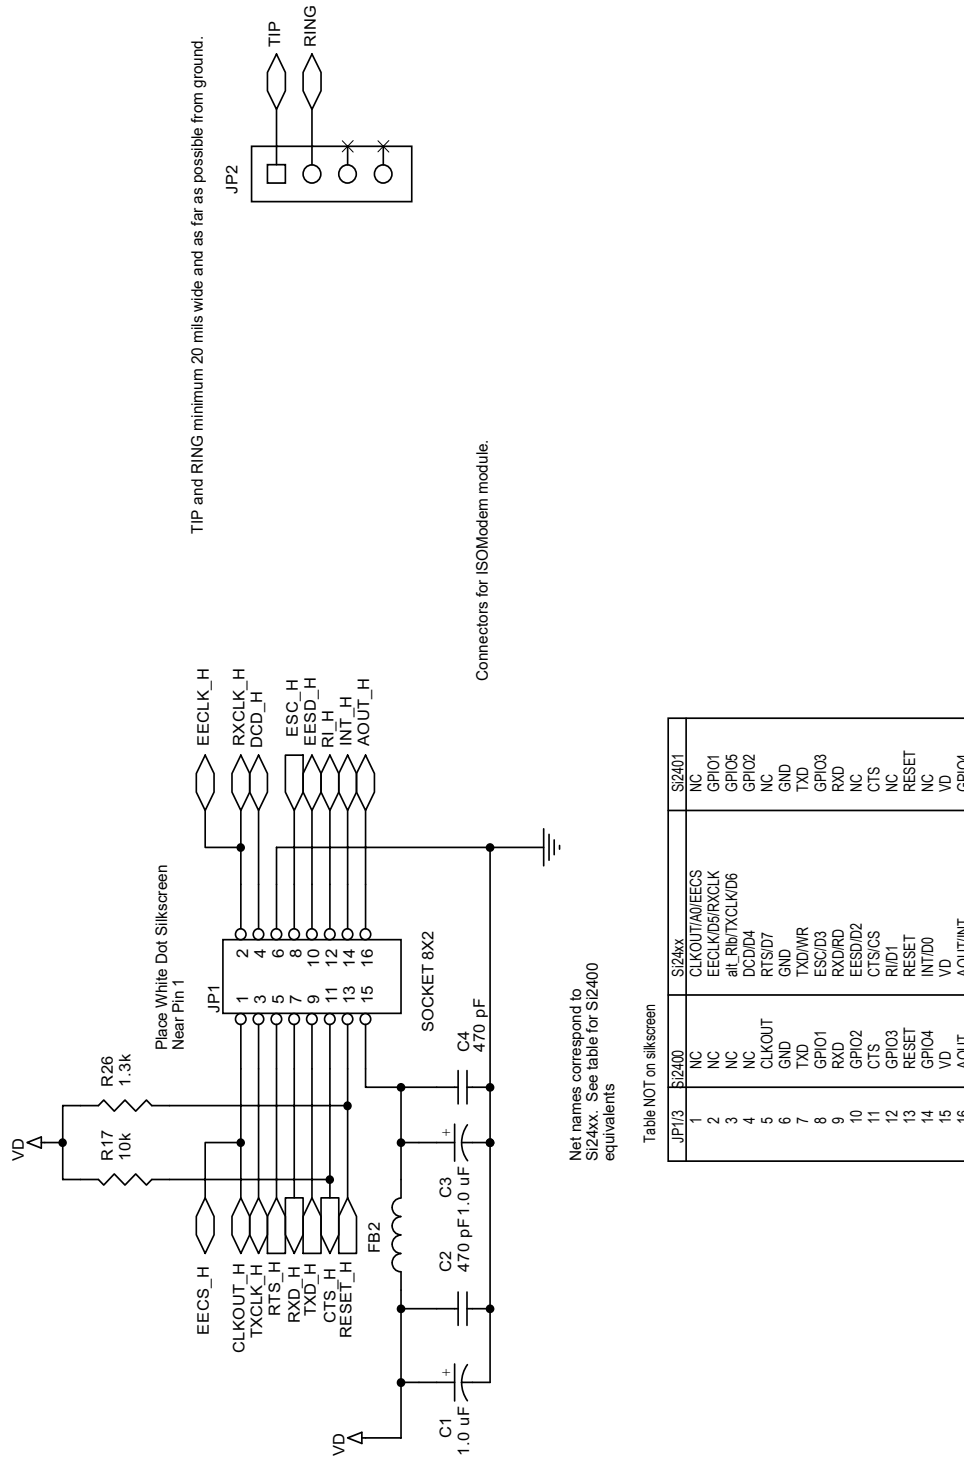 TIP and RING minimum 20 mils wide and as far as possible from ground.
JP2
TIP
RING
VD
R17
10k
R26
1.3k
Place White Dot Silkscreen
Near Pin 1
EECS_H
CLKOUT_H
TXCLK_H
RTS_H
RXD_H
TXD_H
CTS_H
RESET_H
JP1
1 2
3 4
5 6
7 8
9 10
11 12
13 14
15 16
SOCKET 8X2
EECLK_H
RXCLK_H
DCD_H
ESC_H
EESD_H
RI_H
INT_H
AOUT_H
VD
C1
1.0 uF
+
C2
470 pF
FB2
C3
1.0 uF
+
C4
470 pF
Connectors for ISOModem module.
Net names correspond to
Si24xx. See table for Si2400
equivalents
Table NOT on silkscreen
JP1/3 Si2400 Si24xx Si2401
1 NC CLKOUT/A0/EECS NC
2 NC EECLK/D5/RXCLK GPIO1
3 NC alt_RIb/TXCLK/D6 GPIO5
4 NC DCD/D4 GPIO2
5 CLKOUT RTS/D7 NC
6 GND GND GND
7 TXD TXD/WR TXD
8 GPIO1 ESC/D3 GPIO3
9 RXD RXD/RD RXD
10 GPIO2 EESD/D2 NC
11 CTS CTS/CS CTS
12 GPIO3 RI/D1 NC
13 RESET RESET RESET
14 GPIO4 INT/D0 NC
15 VD VD VD
16 AOUT AOUT/INT GPIO4